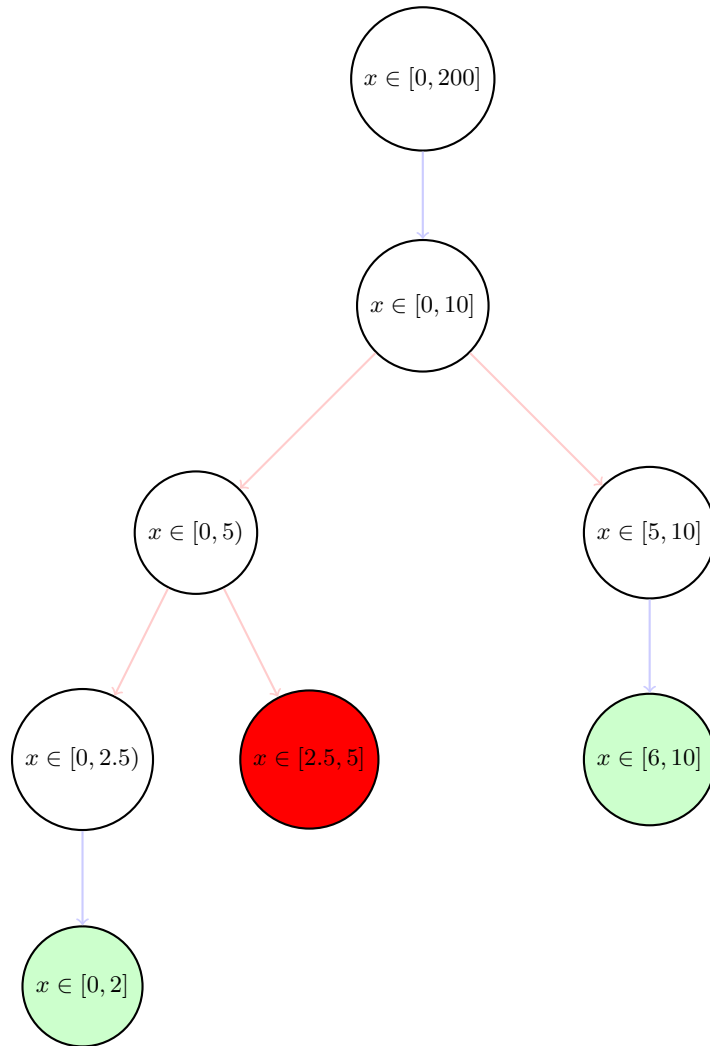 x ∈ [0, 200]
x ∈ [0, 10]
x ∈ [0, 5)
x ∈ [5, 10]
x ∈ [0, 2.5)
x ∈ [2.5, 5]
x ∈ [6, 10]
x ∈ [0, 2]